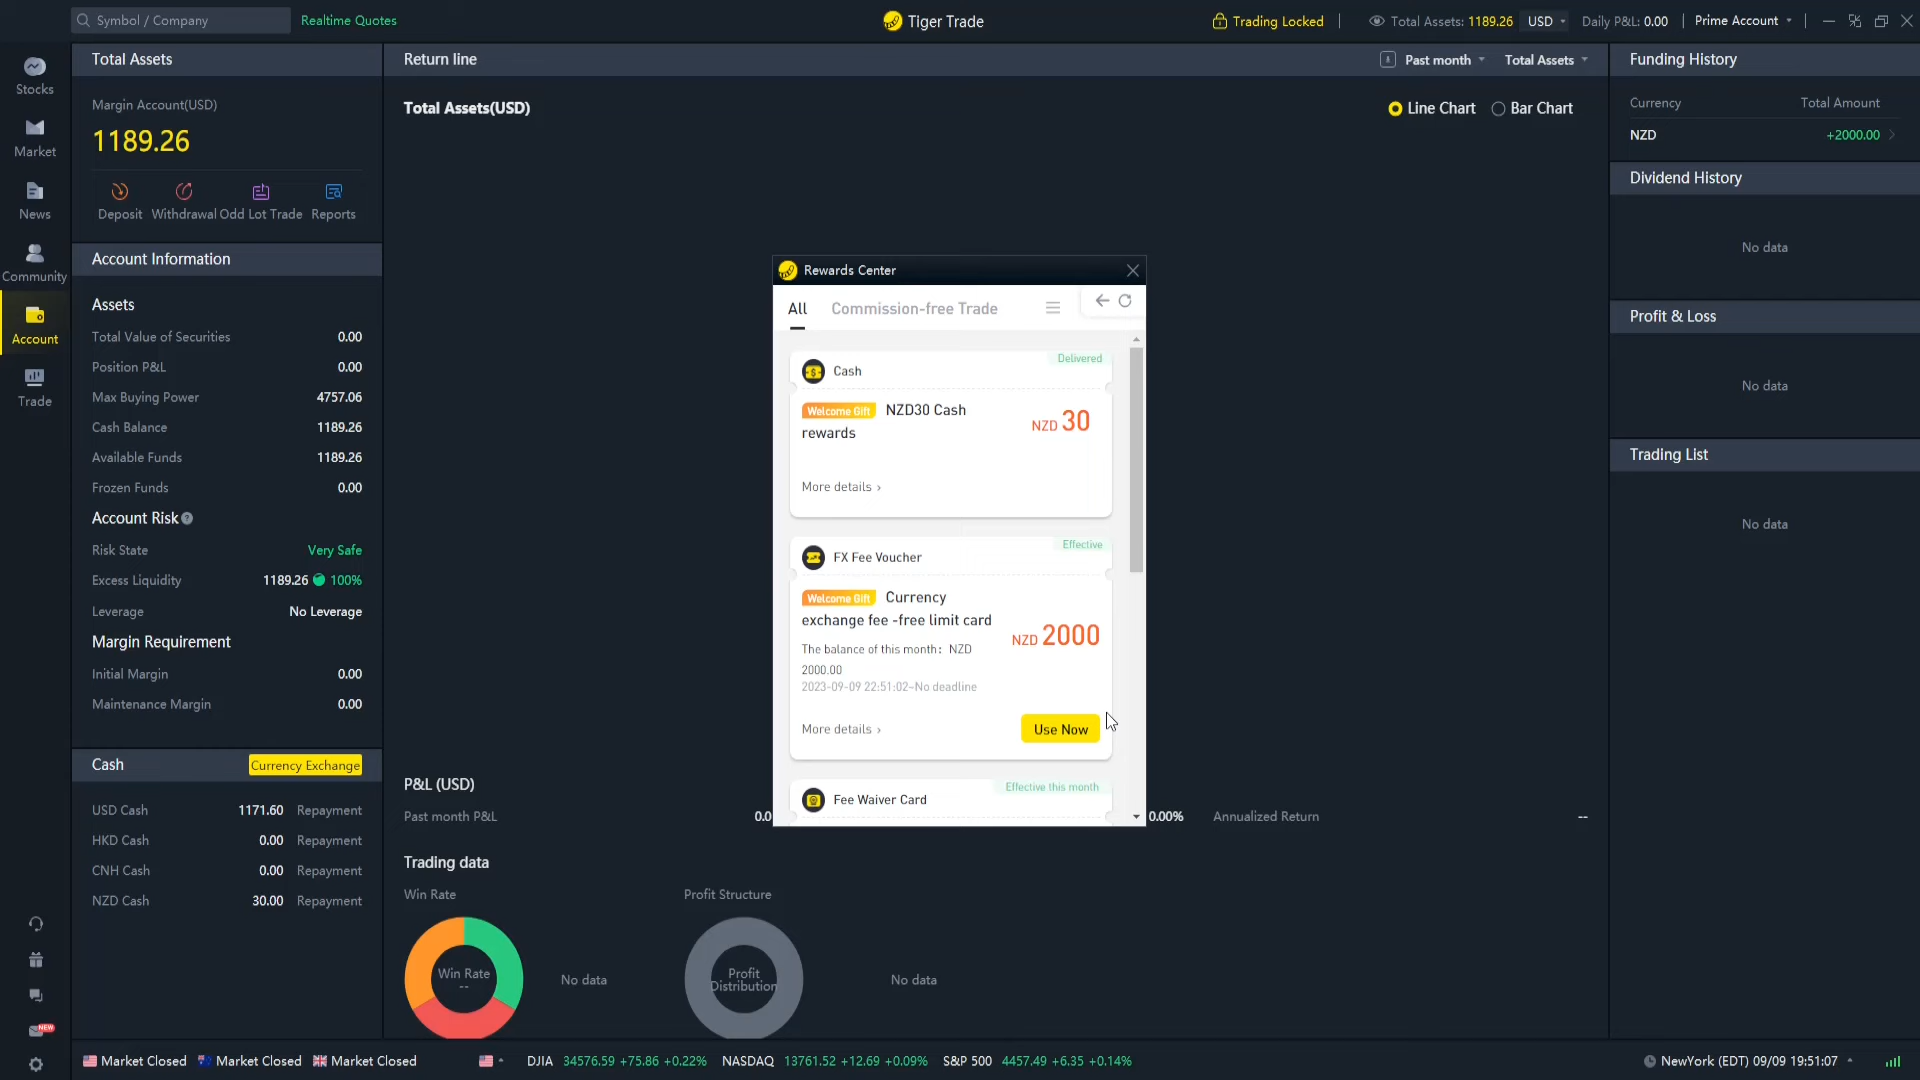 Symbol / Company
Realtime Quotes
Tiger Trade
Trading Locked
Total Assets: 1189.26
USD
Daily P&L: 0.00
Prime Account
Stocks
Market
News
Community
Account
Trade
Total Assets
Margin Account(USD)
1189.26
Deposit
Withdrawal
Odd Lot Trade
Reports
Account Information
Assets
Total Value of Securities 0.00
Position P&L 0.00
Max Buying Power 4757.06
Cash Balance 1189.26
Available Funds 1189.26
Frozen Funds 0.00
Account Risk
Risk State Very Safe
Excess Liquidity 1189.26 100%
Leverage No Leverage
Margin Requirement
Initial Margin 0.00
Maintenance Margin 0.00
Cash Currency Exchange
USD Cash 1171.60 Repayment
HKD Cash 0.00 Repayment
CNH Cash 0.00 Repayment
NZD Cash 30.00 Repayment
Return line
Past month
Total Assets
Total Assets(USD)
Line Chart
Bar Chart
Rewards Center
All
Commission-free Trade
Delivered
Cash
Welcome Gift NZD30 Cash
rewards
NZD 30
More details ›
Effective
FX Fee Voucher
Welcome Gift Currency
exchange fee -free limit card
NZD 2000
The balance of this month: NZD
2000.00
2023-09-09 22:51:02~No deadline
More details ›
Use Now
Effective this month
Fee Waiver Card
P&L (USD)
Past month P&L 0.0
0.00%
Annualized Return --
Trading data
Win Rate
Profit Structure
Win Rate
--
No data
Profit
Distribution
No data
Funding History
Currency Total Amount
NZD +2000.00
Dividend History
No data
Profit & Loss
No data
Trading List
No data
NEW
Market Closed
Market Closed
Market Closed
DJIA 34576.59 +75.86 +0.22%
NASDAQ 13761.52 +12.69 +0.09%
S&P 500 4457.49 +6.35 +0.14%
NewYork (EDT) 09/09 19:51:07